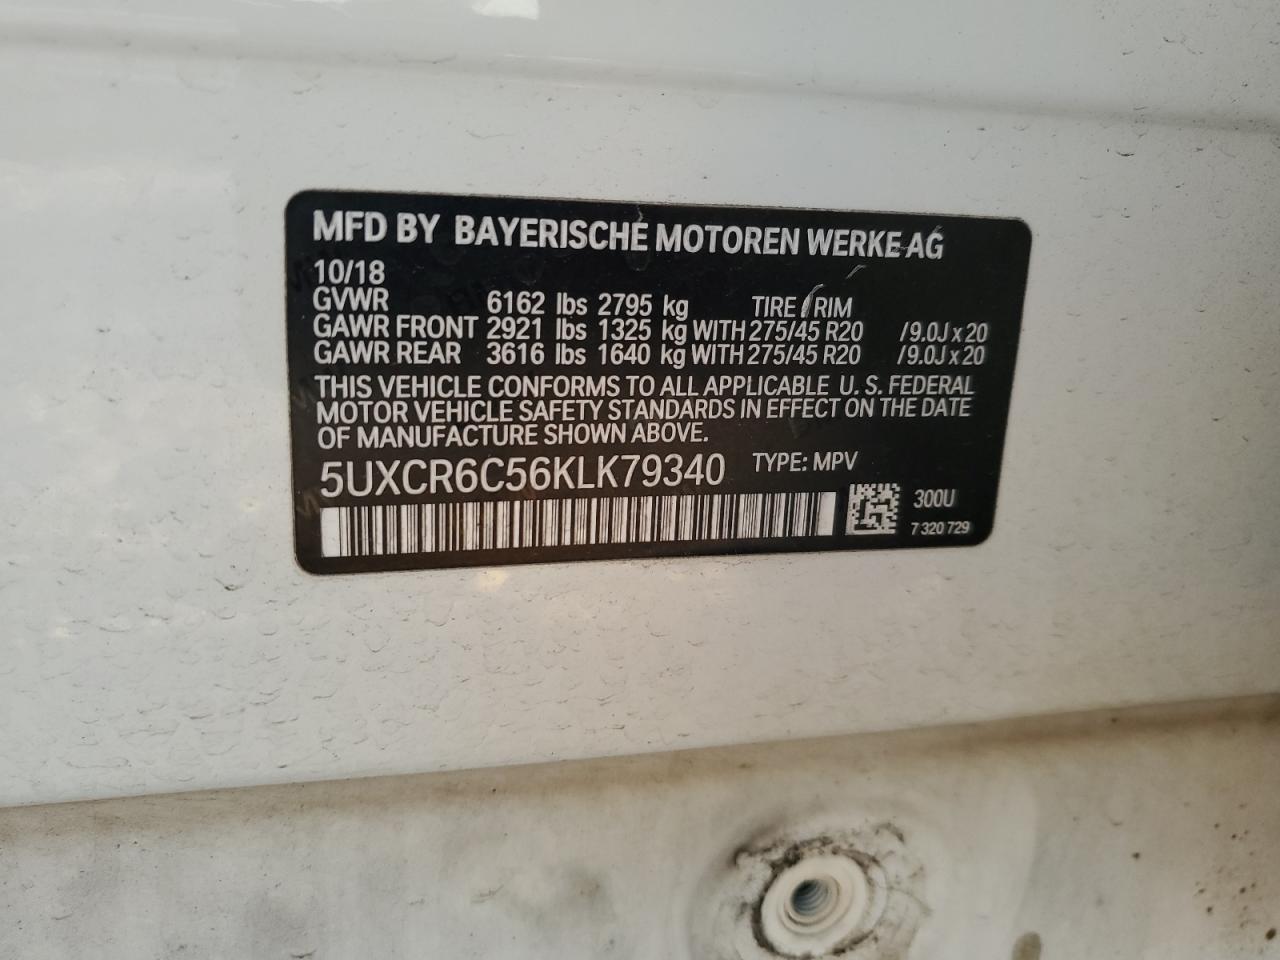 MFD BY BAYERISCHE MOTOREN WERKE AG
10/18
GVWR 6162 lbs 2795 kg TIRE / RIM
GAWR FRONT 2921 lbs 1325 kg WITH 275/45 R20 /9.0J x 20
GAWR REAR 3616 lbs 1640 kg WITH 275/45 R20 /9.0J x 20
THIS VEHICLE CONFORMS TO ALL APPLICABLE U. S. FEDERAL
MOTOR VEHICLE SAFETY STANDARDS IN EFFECT ON THE DATE
OF MANUFACTURE SHOWN ABOVE.
5UXCR6C56KLK79340 TYPE: MPV
300U
7 320 729